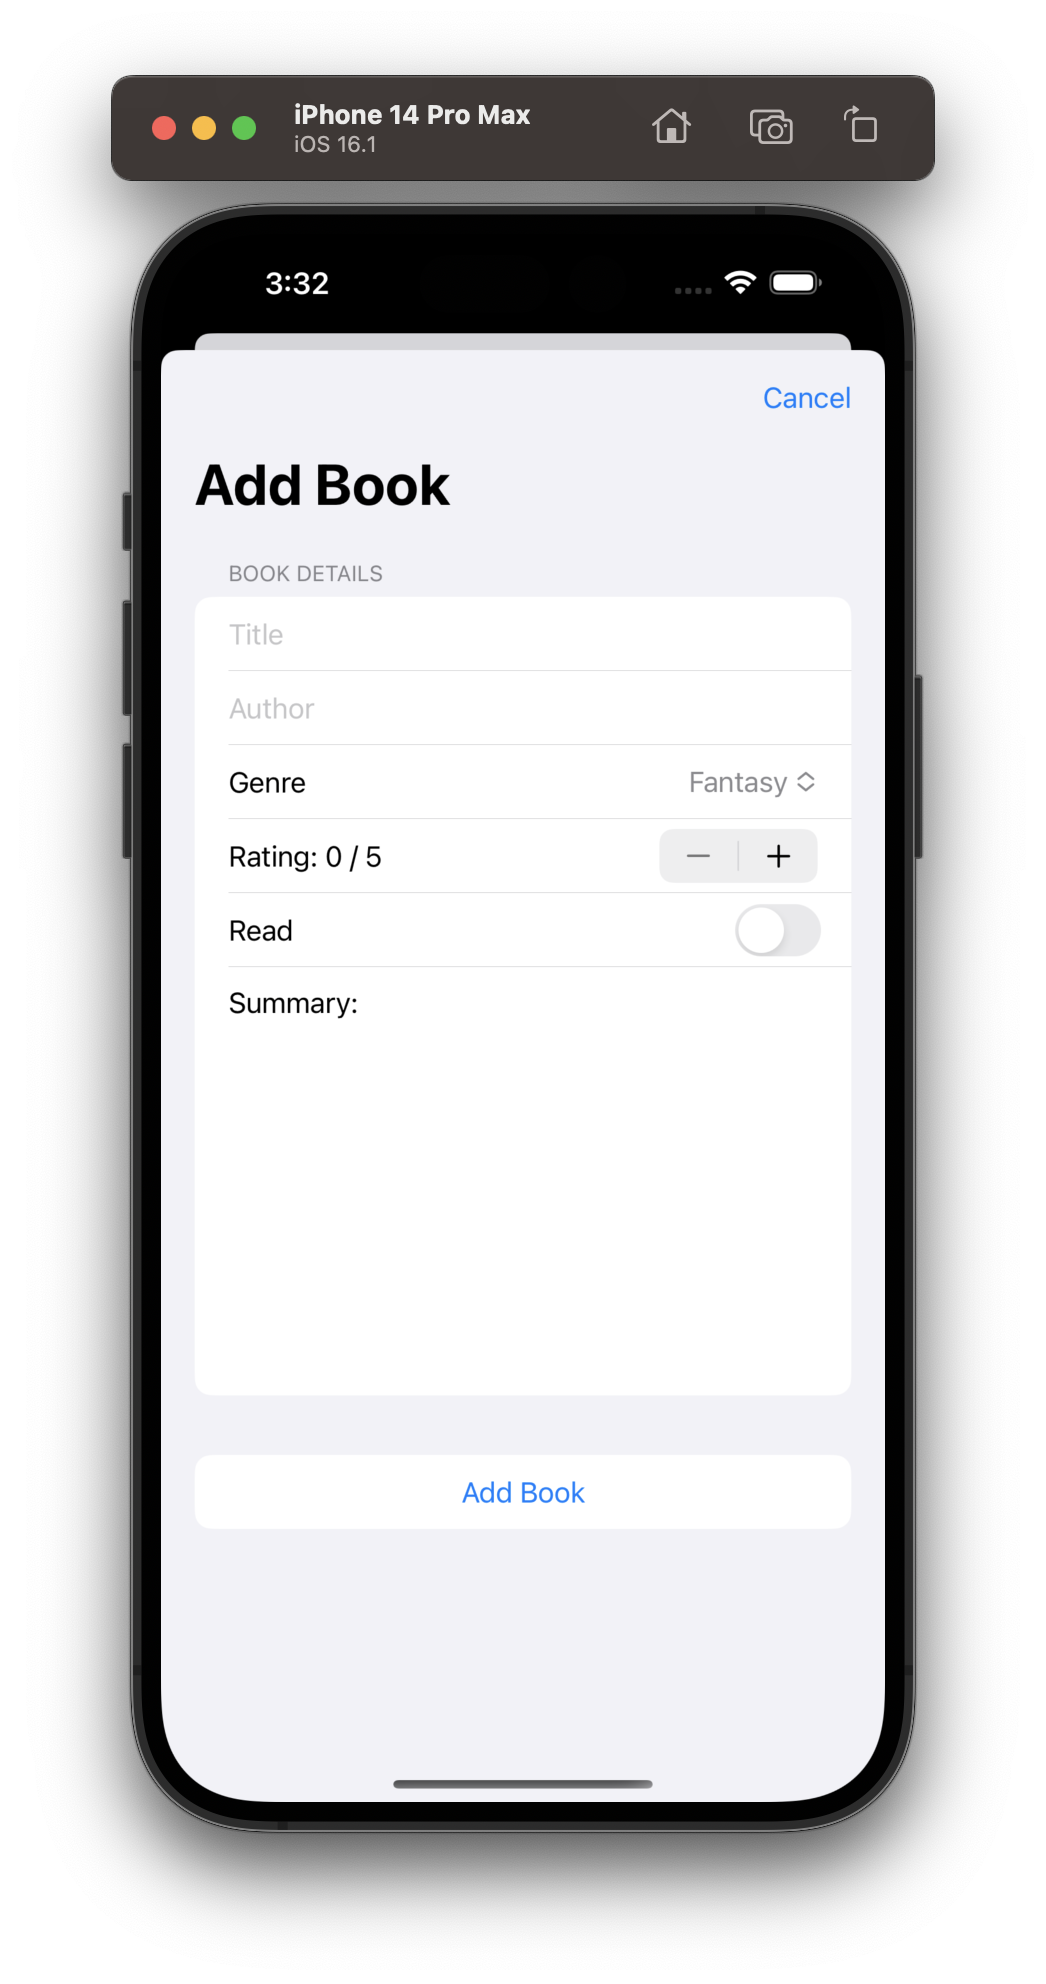 iPhone 14 Pro Max
iOS 16.1
3:32
Cancel
Add Book
BOOK DETAILS
Title
Author
Genre Fantasy
Rating: 0 / 5
Read
Summary:
Add Book